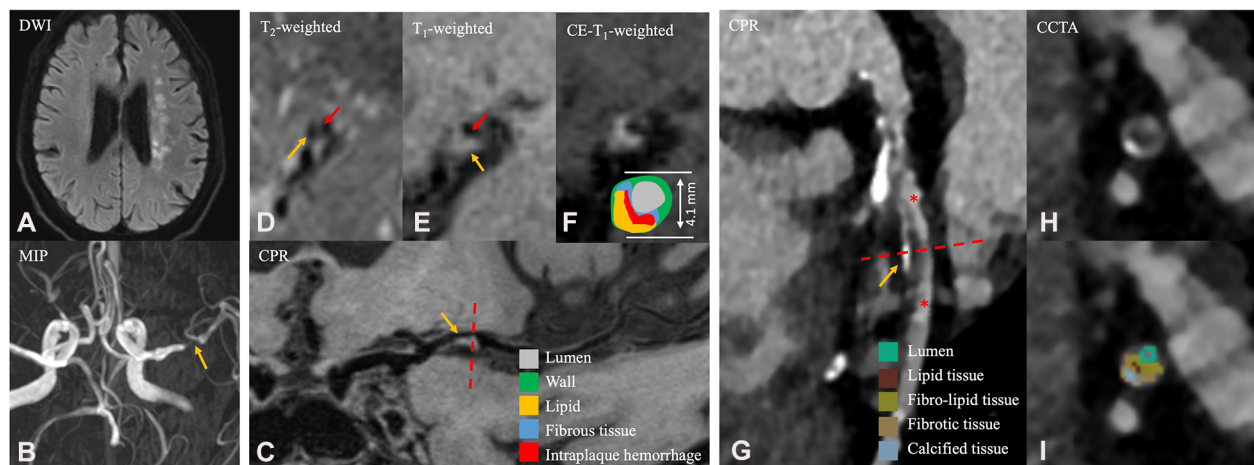 DWI
A
MIP
B
T₂-weighted
D
T₁-weighted
E
CE-T₁-weighted
F
4.1 mm
CPR
C
Lumen
Wall
Lipid
Fibrous tissue
Intraplaque hemorrhage
CPR
*
*
G
Lumen
Lipid tissue
Fibro-lipid tissue
Fibrotic tissue
Calcified tissue
CCTA
H
I